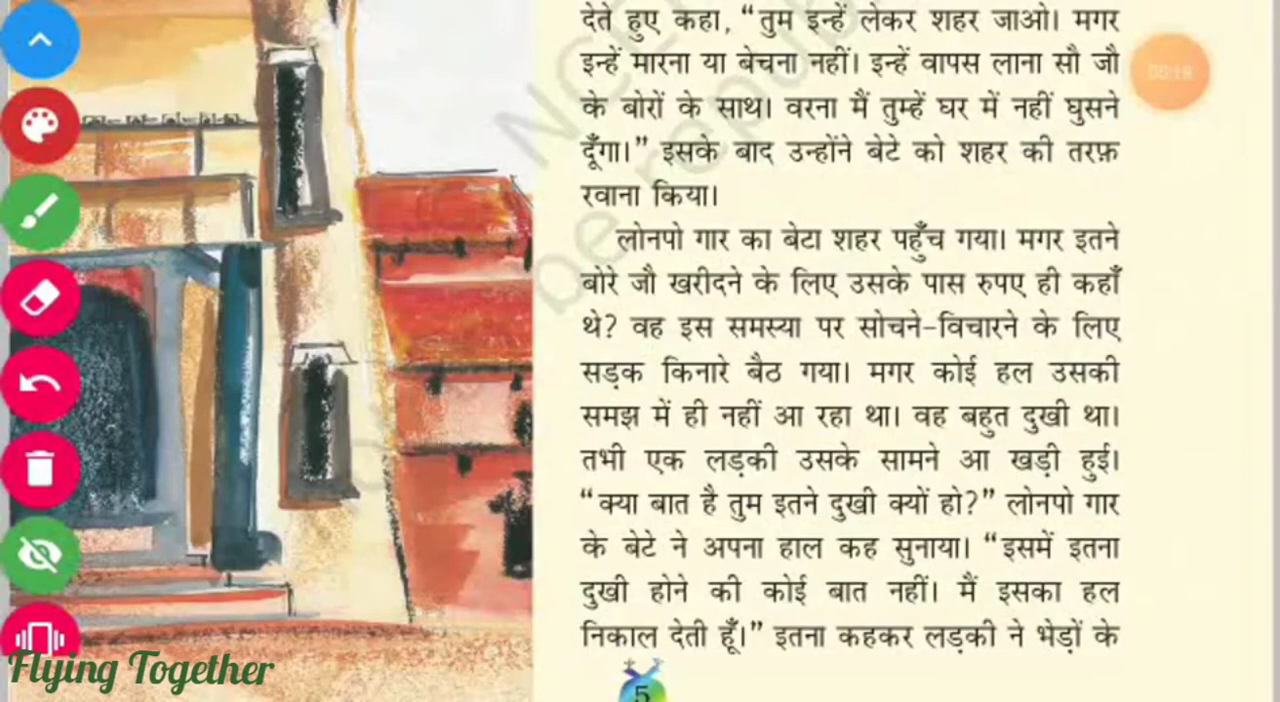 देते हुए कहा, “तुम इन्हें लेकर शहर जाओ। मगर
इन्हें मारना या बेचना नहीं। इन्हें वापस लाना सौ जौ
के बोरों के साथ। वरना मैं तुम्हें घर में नहीं घुसने
दूँगा।” इसके बाद उन्होंने बेटे को शहर की तरफ़
रवाना किया।
लोनपो गार का बेटा शहर पहुँच गया। मगर इतने
बोरे जौ खरीदने के लिए उसके पास रुपए ही कहाँ
थे? वह इस समस्या पर सोचने-विचारने के लिए
सड़क किनारे बैठ गया। मगर कोई हल उसकी
समझ में ही नहीं आ रहा था। वह बहुत दुखी था।
तभी एक लड़की उसके सामने आ खड़ी हुई।
“क्या बात है तुम इतने दुखी क्यों हो?” लोनपो गार
के बेटे ने अपना हाल कह सुनाया। “इसमें इतना
दुखी होने की कोई बात नहीं। मैं इसका हल
निकाल देती हूँ।” इतना कहकर लड़की ने भेड़ों के
5
Flying Together